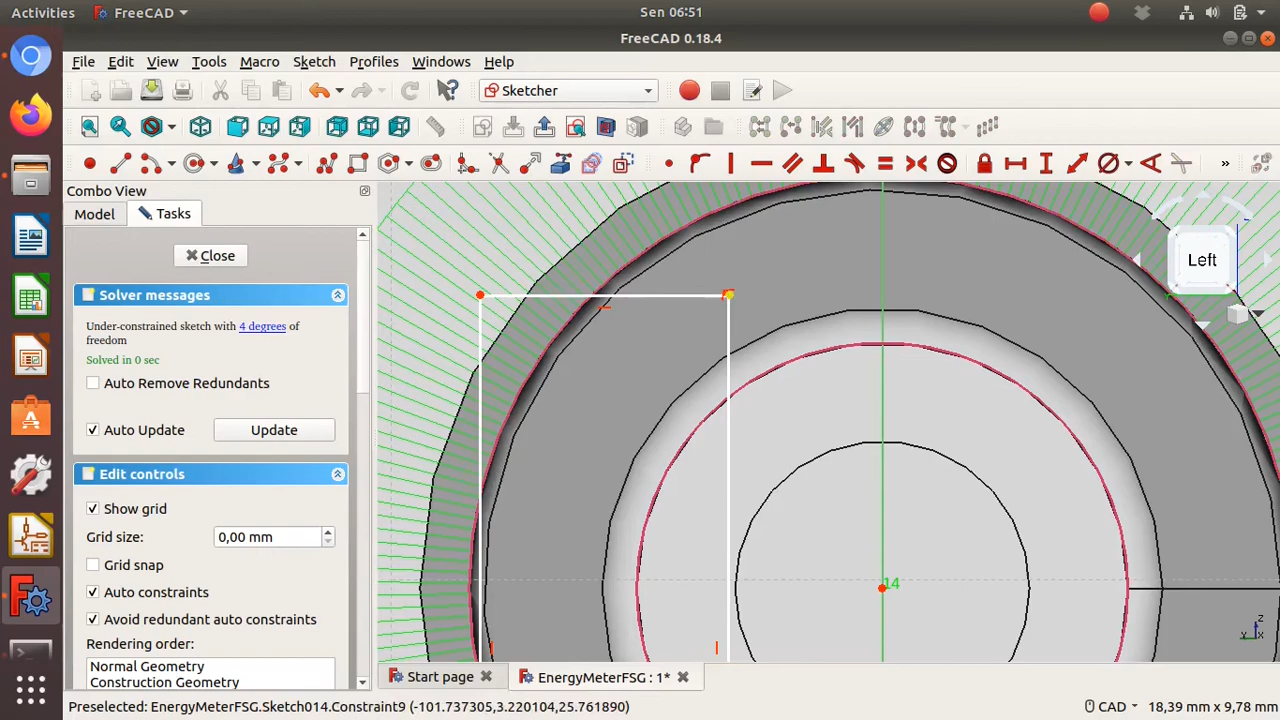 Activities FreeCAD Sen 06:51
FreeCAD 0.18.4
File Edit View Tools Macro Sketch Profiles Windows Help
Sketcher
»
Combo View
Model Tasks
Close
Left
Solver messages
Under-constrained sketch with 4 degrees of
freedom
Solved in 0 sec
Auto Remove Redundants
Auto Update Update
Edit controls
Show grid
Grid size: 0,00 mm
Grid snap
14
Auto constraints
Avoid redundant auto constraints
z
y x
Rendering order:
Normal Geometry
Construction Geometry
Start page EnergyMeterFSG : 1*
Preselected: EnergyMeterFSG.Sketch014.Constraint9 (-101.737305,3.220104,25.761890) CAD 18,39 mm x 9,78 mm